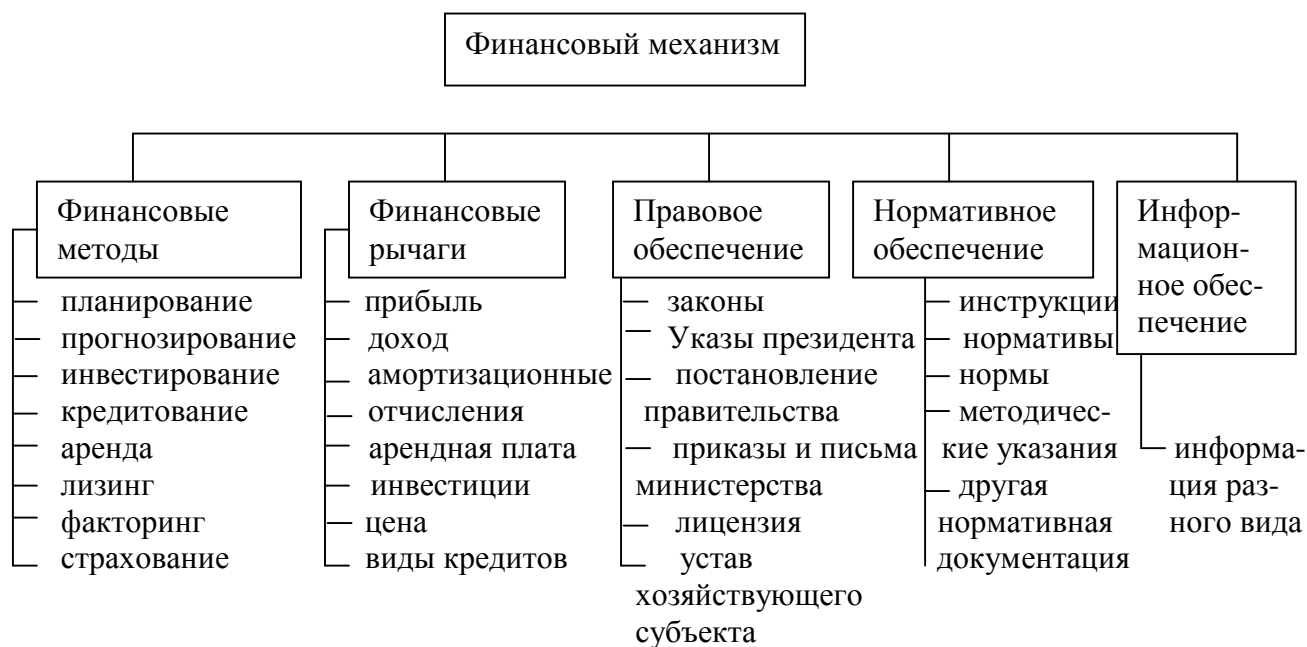 Финансовый механизм
Финансовые
методы
планирование
прогнозирование
инвестирование
кредитование
аренда
лизинг
факторинг
страхование
Финансовые
рычаги
прибыль
доход
амортизационные
отчисления
арендная плата
инвестиции
цена
виды кредитов
Правовое
обеспечение
законы
Указы президента
постановление
правительства
приказы и письма
министерства
лицензия
устав
хозяйствующего
субъекта
Нормативное
обеспечение
инструкции
нормативы
нормы
методичес-
кие указания
другая
нормативная
документация
Инфор-
мацион-
ное обес-
печение
информа-
ция раз-
ного вида